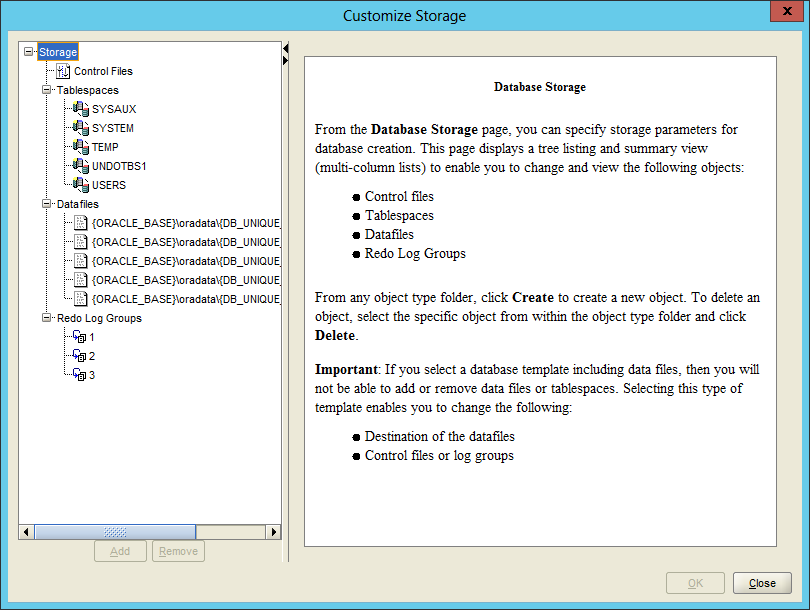 Customize Storage
x
Storage
Control Files
Tablespaces
SYSAUX
SYSTEM
TEMP
UNDOTBS1
USERS
Datafiles
{ORACLE_BASE}\oradata\{DB_UNIQUE_
{ORACLE_BASE}\oradata\{DB_UNIQUE_
{ORACLE_BASE}\oradata\{DB_UNIQUE_
{ORACLE_BASE}\oradata\{DB_UNIQUE_
{ORACLE_BASE}\oradata\{DB_UNIQUE_
Redo Log Groups
1
2
3
Add Remove
Database Storage
From the Database Storage page, you can specify storage parameters for
database creation. This page displays a tree listing and summary view
(multi-column lists) to enable you to change and view the following objects:
● Control files
● Tablespaces
● Datafiles
● Redo Log Groups
From any object type folder, click Create to create a new object. To delete an
object, select the specific object from within the object type folder and click
Delete.
Important: If you select a database template including data files, then you will
not be able to add or remove data files or tablespaces. Selecting this type of
template enables you to change the following:
● Destination of the datafiles
● Control files or log groups
OK Close